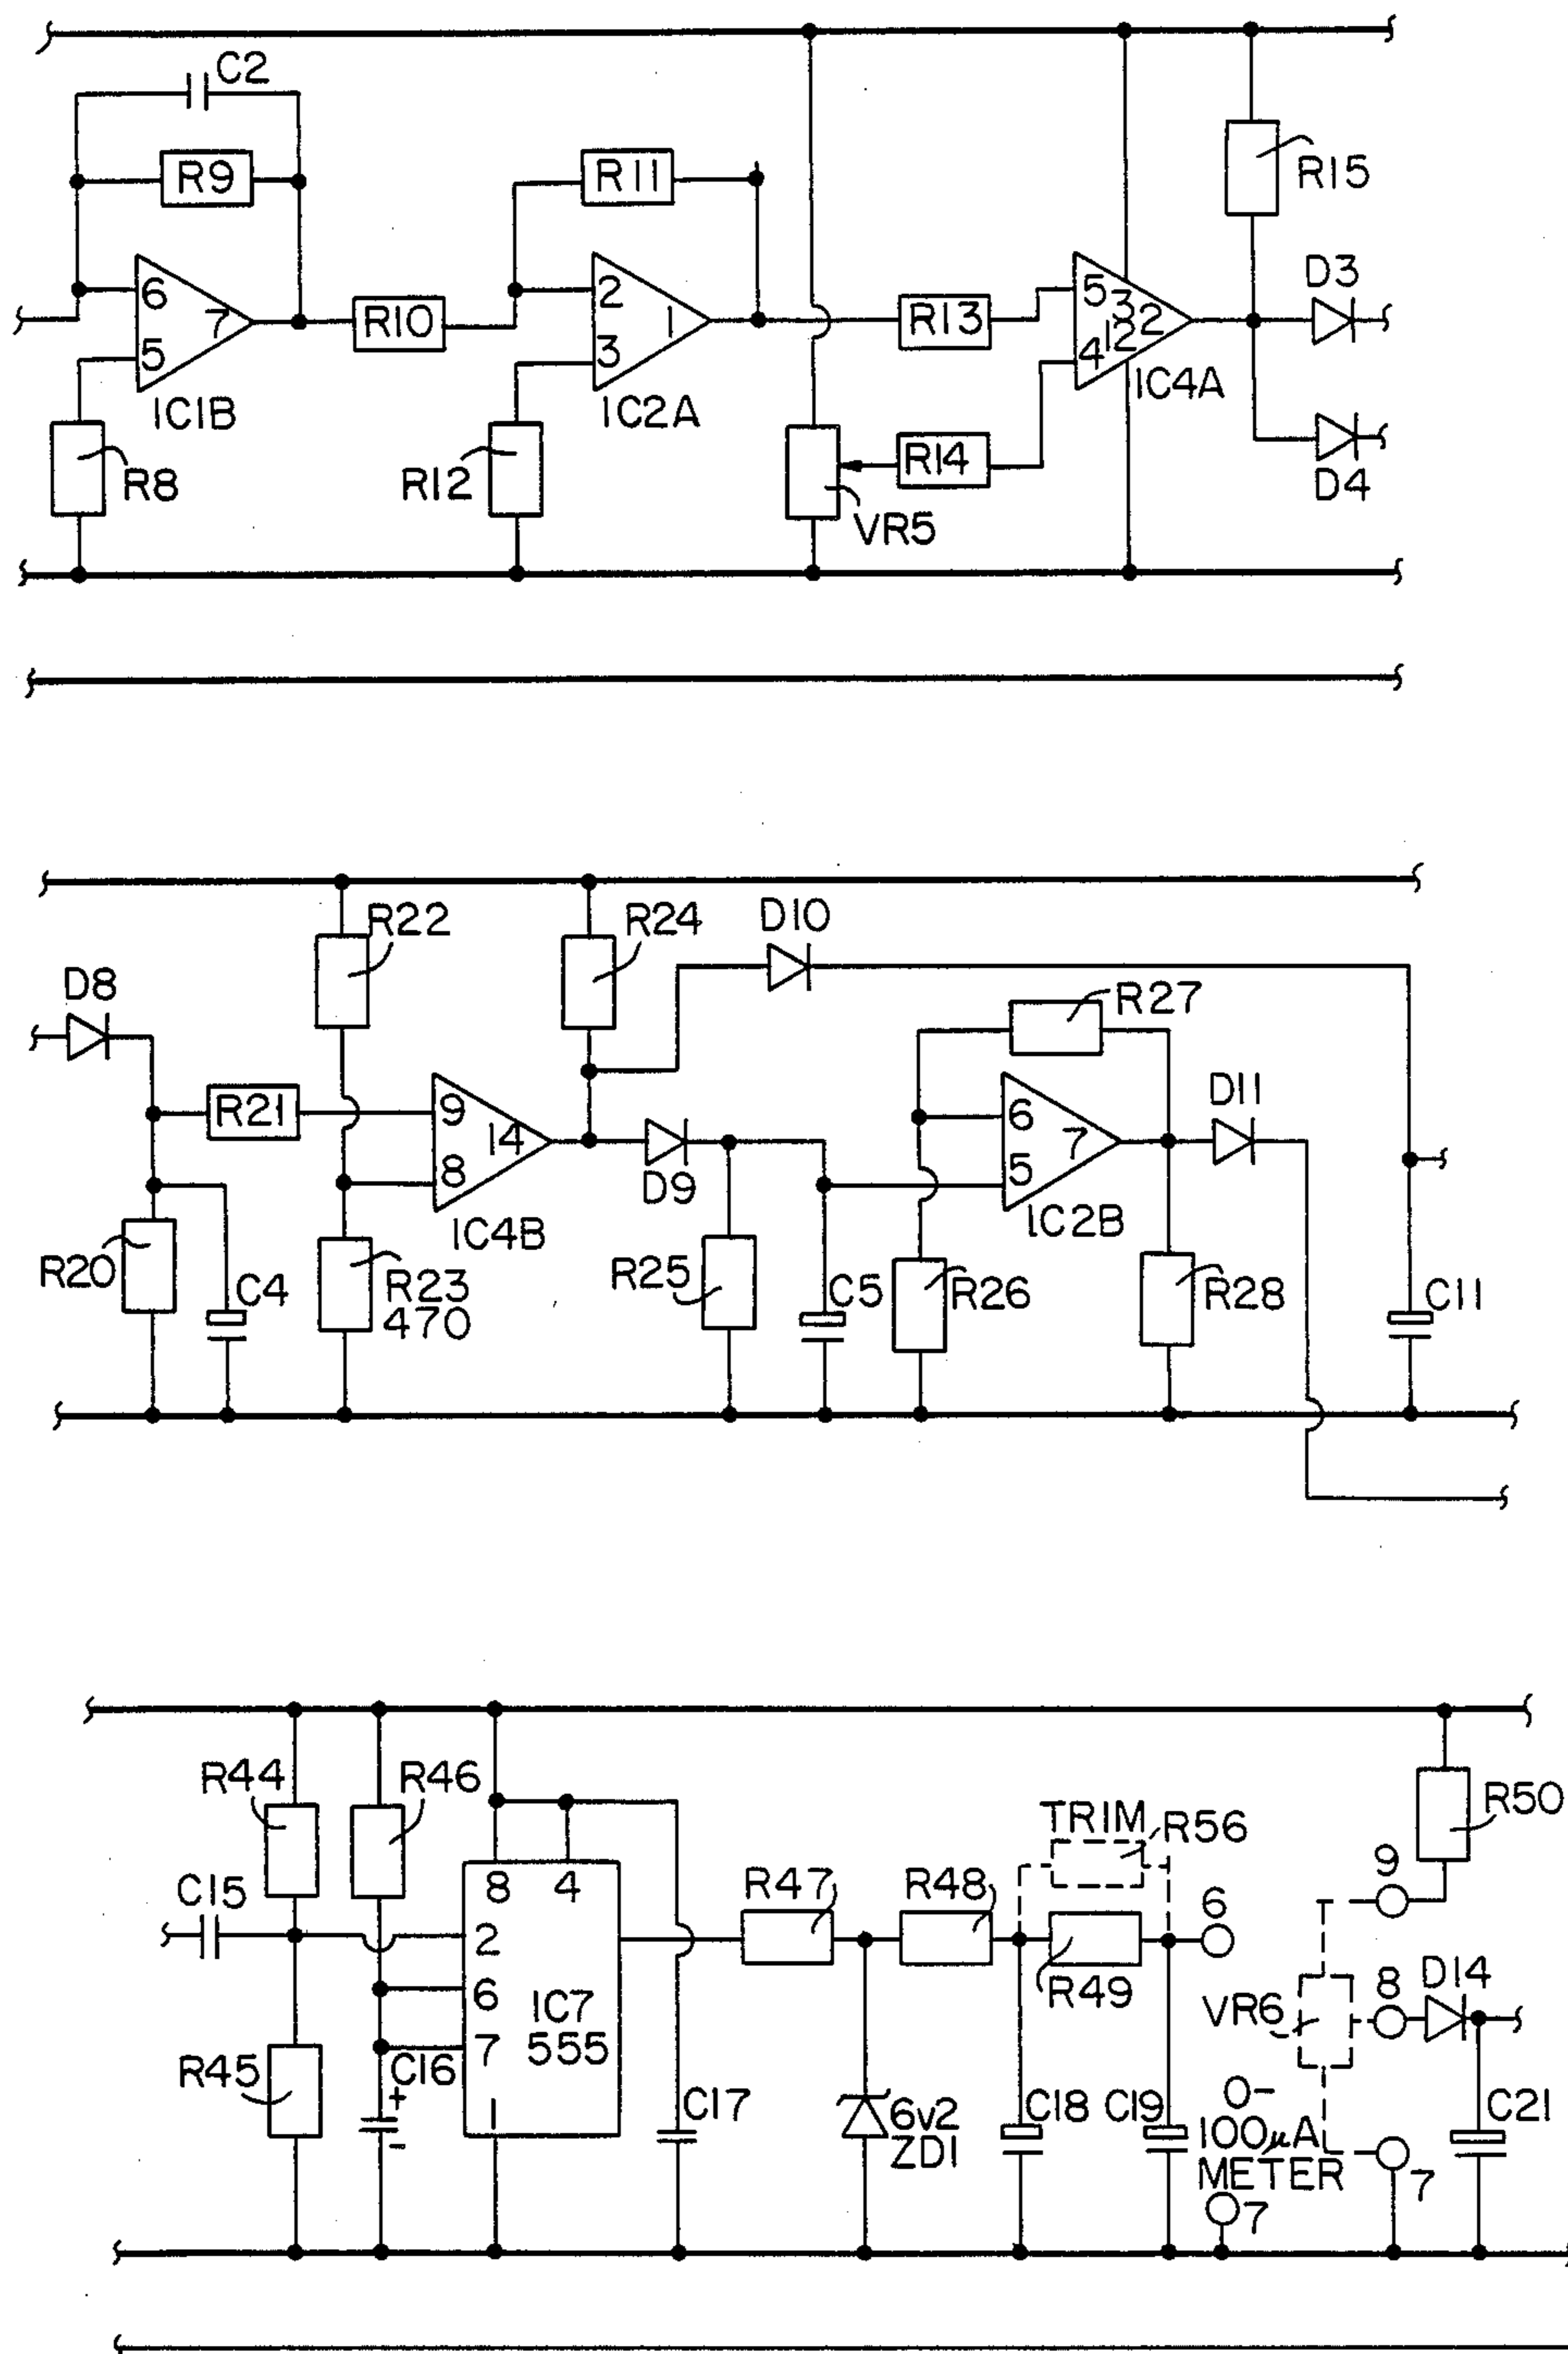 C2
R9
R11
R15
6
7
5
R10
2
1
3
R13
5
3
2
12
4
D3
IC1B
IC2A
IC4A
R8
R12
R14
VR5
D4
R22
R24
D10
D8
R27
R21
9
14
8
D9
6
7
5
D11
IC4B
IC2B
R20
C4
R23
470
R25
C5
R26
R28
C11
R44
R46
TRIM
R56
R50
C15
8
4
R47
R48
6
9
2
6
7
1
IC7
555
R49
VR6
8
D14
R45
C16
+
-
C17
6v2
ZD1
C18
C19
0-
100μA
METER
7
7
C21